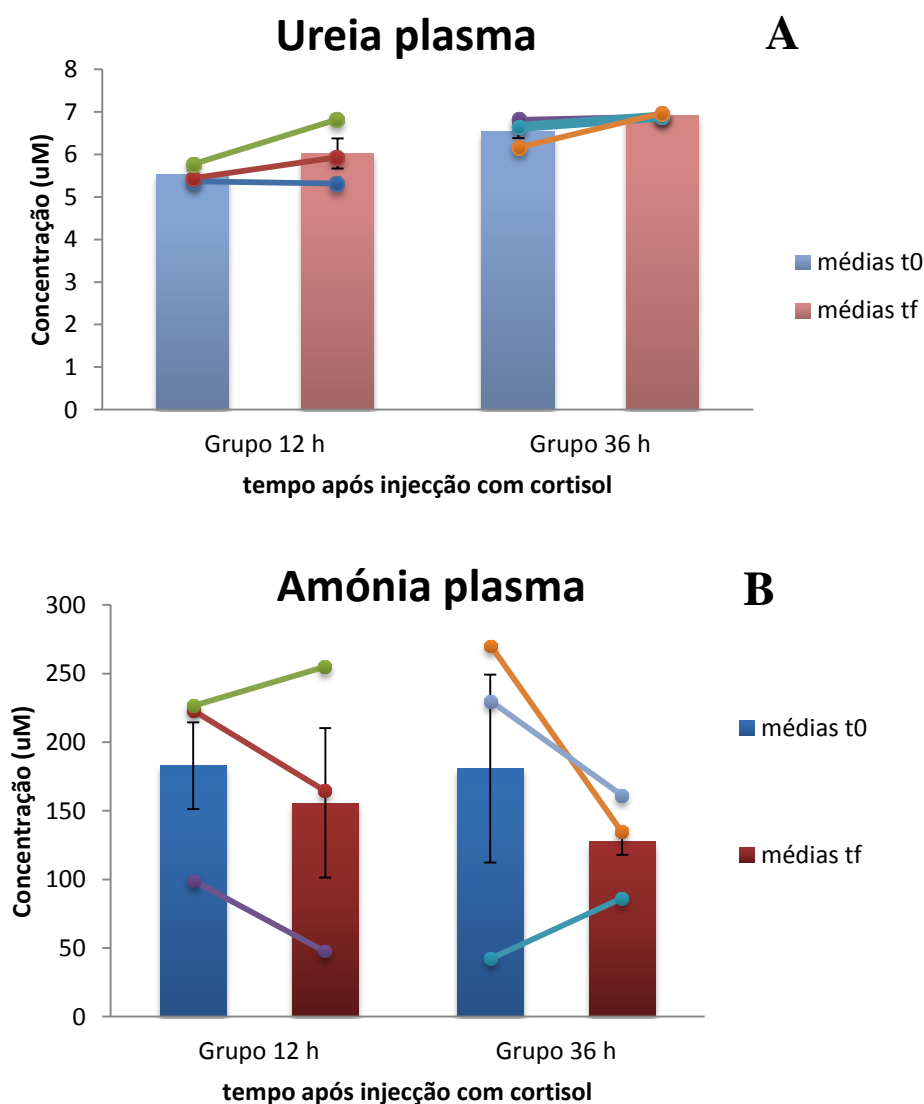 Ureia plasma
A
Concentração (uM)
8
7
6
5
4
3
2
1
0
Grupo 12 h
Grupo 36 h
tempo após injecção com cortisol
médias t0
médias tf
Amónia plasma
B
Concentração (uM)
300
250
200
150
100
50
0
Grupo 12 h
Grupo 36 h
tempo após injecção com cortisol
médias t0
médias tf